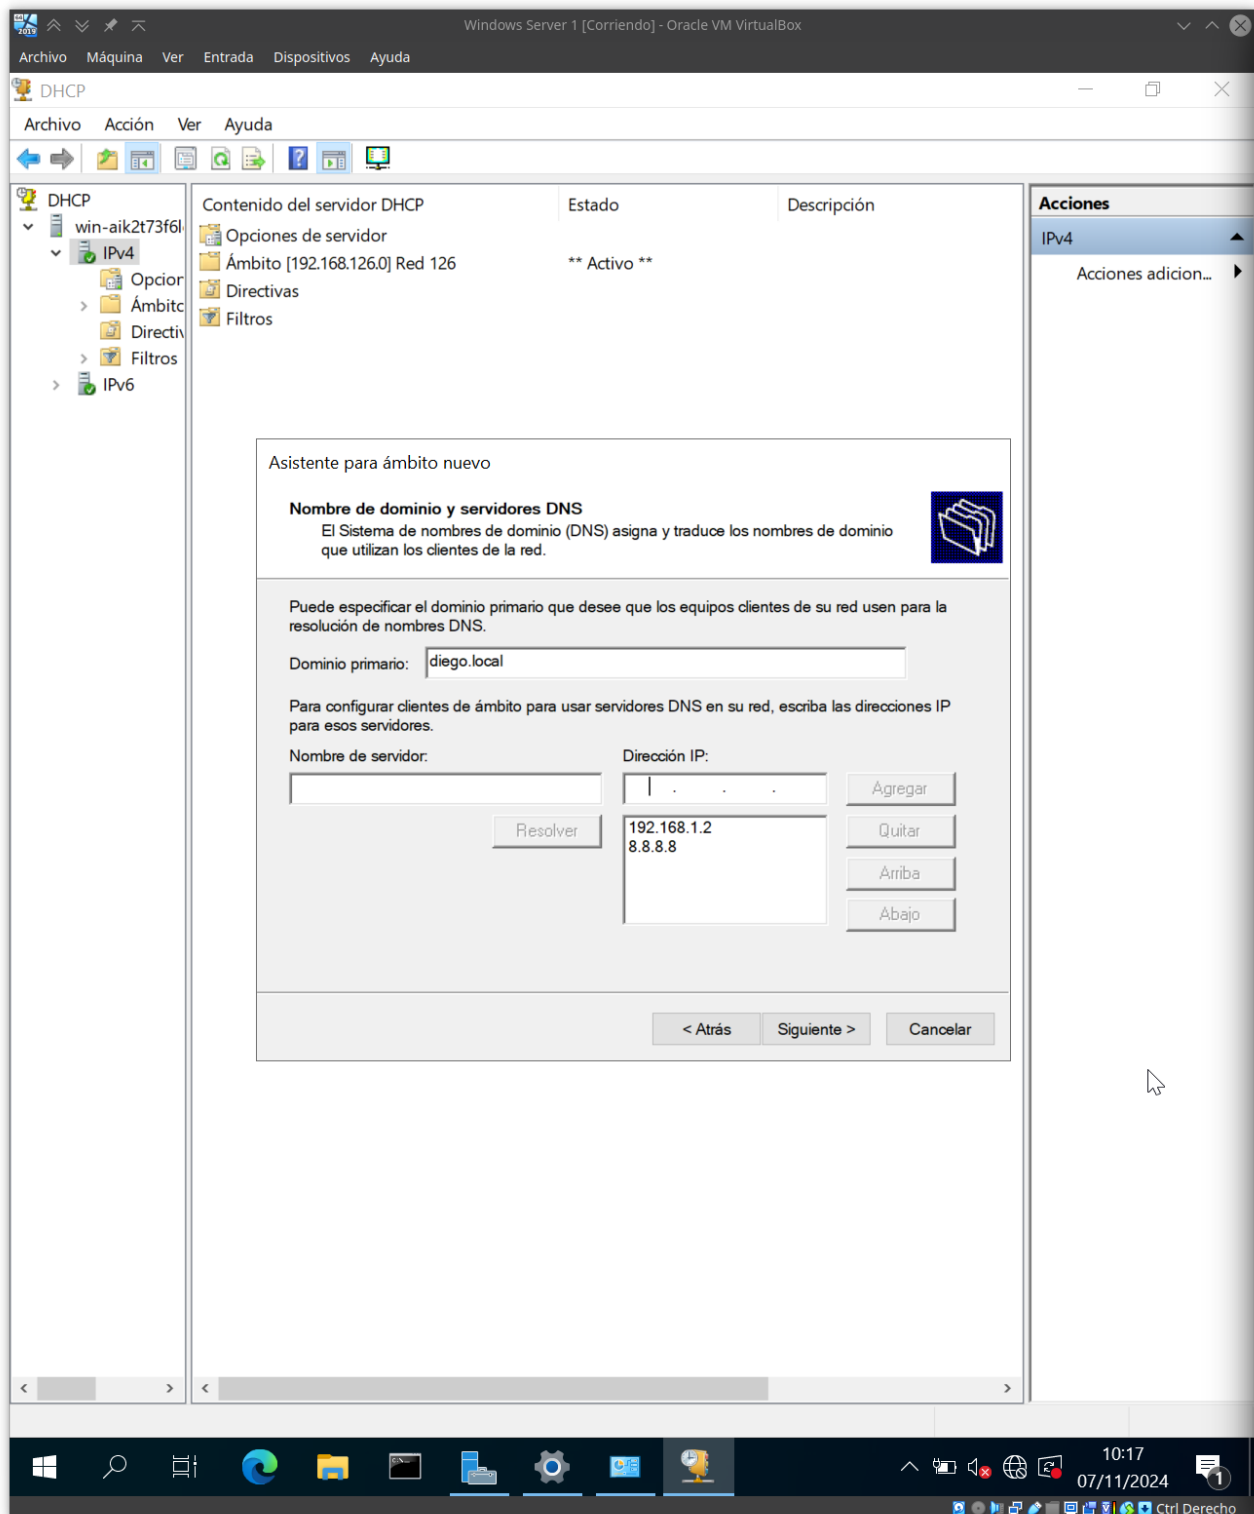 2019
Windows Server 1 [Corriendo] - Oracle VM VirtualBox
Archivo Máquina Ver Entrada Dispositivos Ayuda
DHCP
Archivo Acción Ver Ayuda
DHCP
win-aik2t73f6l
IPv4
Opcion
Ámbito
Directiv
Filtros
IPv6
Contenido del servidor DHCP Estado Descripción
Opciones de servidor
Ámbito [192.168.126.0] Red 126 ** Activo **
Directivas
Filtros
Acciones
IPv4
Acciones adicion...
Asistente para ámbito nuevo
Nombre de dominio y servidores DNS
El Sistema de nombres de dominio (DNS) asigna y traduce los nombres de dominio
que utilizan los clientes de la red.
Puede especificar el dominio primario que desee que los equipos clientes de su red usen para la
resolución de nombres DNS.
Dominio primario: diego.local
Para configurar clientes de ámbito para usar servidores DNS en su red, escriba las direcciones IP
para esos servidores.
Nombre de servidor: Dirección IP:
. . . Agregar
Resolver 192.168.1.2 Quitar
8.8.8.8
Arriba
Abajo
< Atrás Siguiente > Cancelar
10:17
07/11/2024
1
Ctrl Derecho